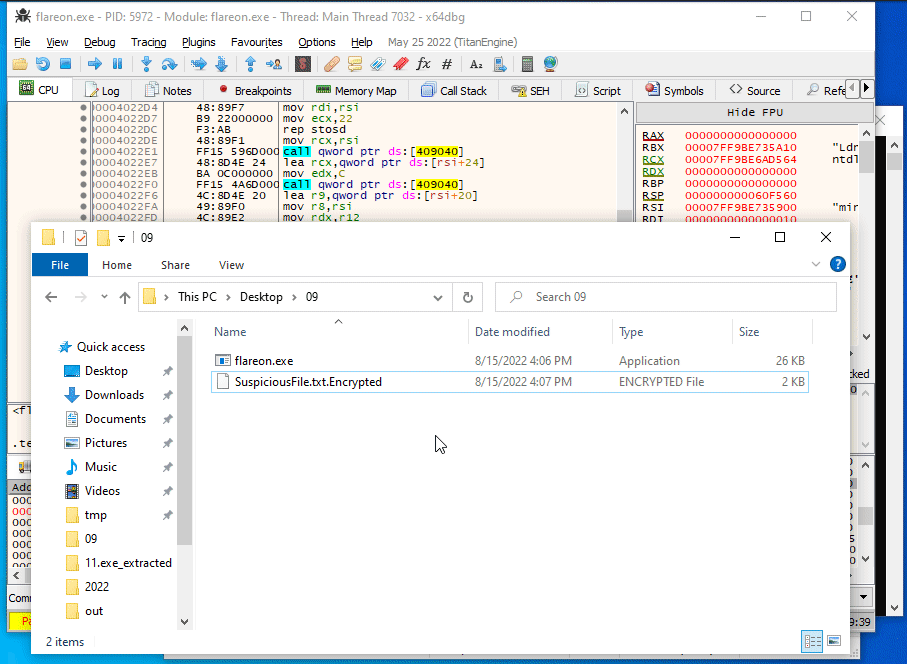 flareon.exe - PID: 5972 - Module: flareon.exe - Thread: Main Thread 7032 - x64dbg
File View Debug Tracing Plugins Favourites Options Help May 25 2022 (TitanEngine)
CPU Log Notes Breakpoints Memory Map Call Stack SEH Script Symbols Source Refe
00004022D4 48:89F7 mov rdi,rsi
00004022D7 B9 22000000 mov ecx,22
00004022DC F3:AB rep stosd
00004022DE 48:89F1 mov rcx,rsi
00004022E1 FF15 596D000 call qword ptr ds:[409040]
00004022E7 48:8D4E 24 lea rcx,qword ptr ds:[rsi+24]
00004022EB BA 0C000000 mov edx,C
00004022F0 FF15 4A6D000 call qword ptr ds:[409040]
00004022F6 4C:8D4E 20 lea r9,qword ptr ds:[rsi+20]
00004022FA 49:89F0 mov r8,rsi
00004022FD 4C:89E2 mov rdx,r12
Hide FPU
RAX 0000000000000000
RBX 00007FF9BE735A10 "Ldr
RCX 00007FF9BE6AD564 ntdl
RDX 0000000000000000
RBP 0000000000000000
RSP 000000000060F560
RSI 00007FF9BE735900 "min
RDI 0000000000000010
09
File Home Share View
This PC > Desktop > 09
Search 09
Name Date modified Type Size
flareon.exe 8/15/2022 4:06 PM Application 26 KB
SuspiciousFile.txt.Encrypted 8/15/2022 4:07 PM ENCRYPTED File 2 KB
Quick access
Desktop
Downloads
Documents
Pictures
Music
Videos
tmp
09
11.exe_extracted
2022
out
2 items
<fl
.te
Add
Comm
Pa
cked
9:39